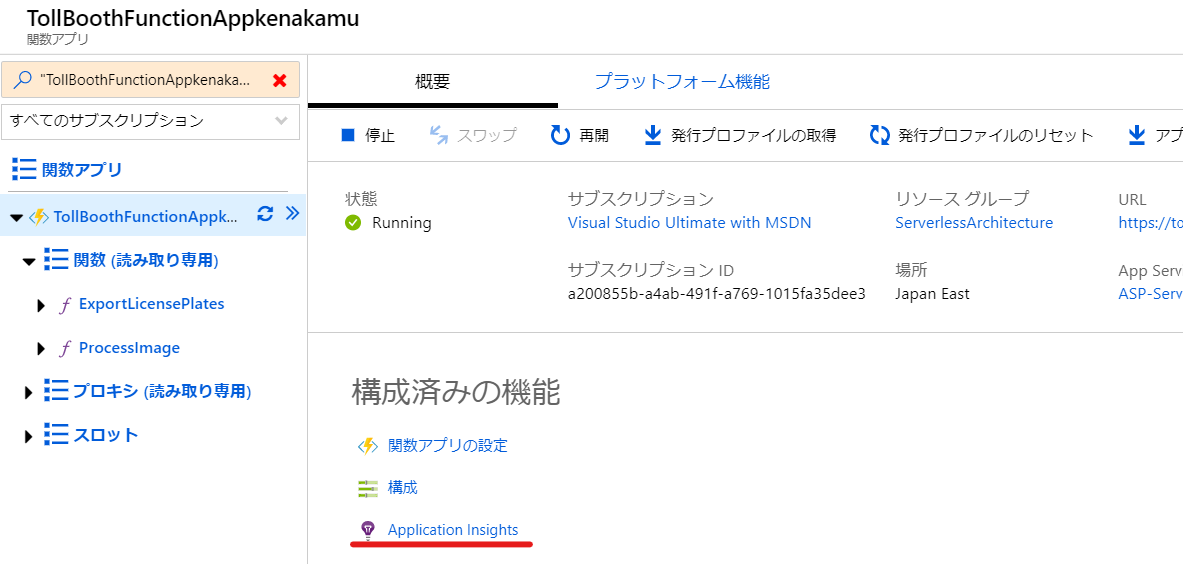 TollBoothFunctionAppkenakamu
関数アプリ
"TollBoothFunctionAppkenaka...
すべてのサブスクリプション
関数アプリ
TollBoothFunctionAppk...
関数 (読み取り専用)
ExportLicensePlates
ProcessImage
プロキシ (読み取り専用)
スロット
概要 プラットフォーム機能
停止 スワップ 再開 発行プロファイルの取得 発行プロファイルのリセット アプ
状態 サブスクリプション リソース グループ URL
Running Visual Studio Ultimate with MSDN ServerlessArchitecture https://to
サブスクリプション ID 場所 App Serv
a200855b-a4ab-491f-a769-1015fa35dee3 Japan East ASP-Serv
構成済みの機能
関数アプリの設定
構成
Application Insights